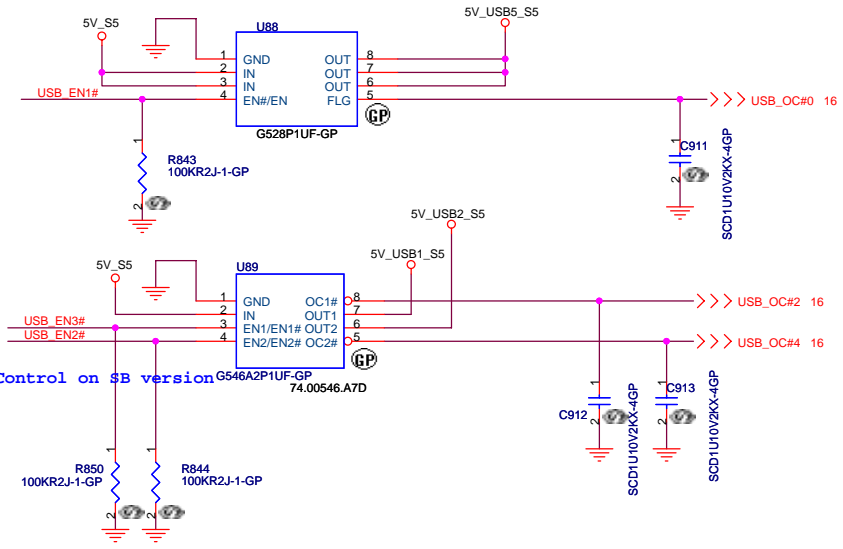 U88
5V_S5
5V_USB5_S5
1 GND OUT 8
2 IN OUT 7
3 IN OUT 6
USB_EN1# 4 EN#/EN FLG 5
USB_OC#0 16
GP
G528P1UF-GP
1
R843
100KR2J-1-GP
2
1
C911
2
SCD1U10V2KX-4GP
5V_USB2_S5
5V_USB1_S5
5V_S5
U89
1 GND OC1# 8
USB_OC#2 16
2 IN OUT1 7
USB_EN3# 3 EN1/EN1# OUT2 6
USB_EN2# 4 EN2/EN2# OC2# 5
USB_OC#4 16
GP
Control on SB version
G546A2P1UF-GP
74.00546.A7D
1
C912
2
SCD1U10V2KX-4GP
1
C913
2
SCD1U10V2KX-4GP
1
R850
100KR2J-1-GP
2
1
R844
100KR2J-1-GP
2